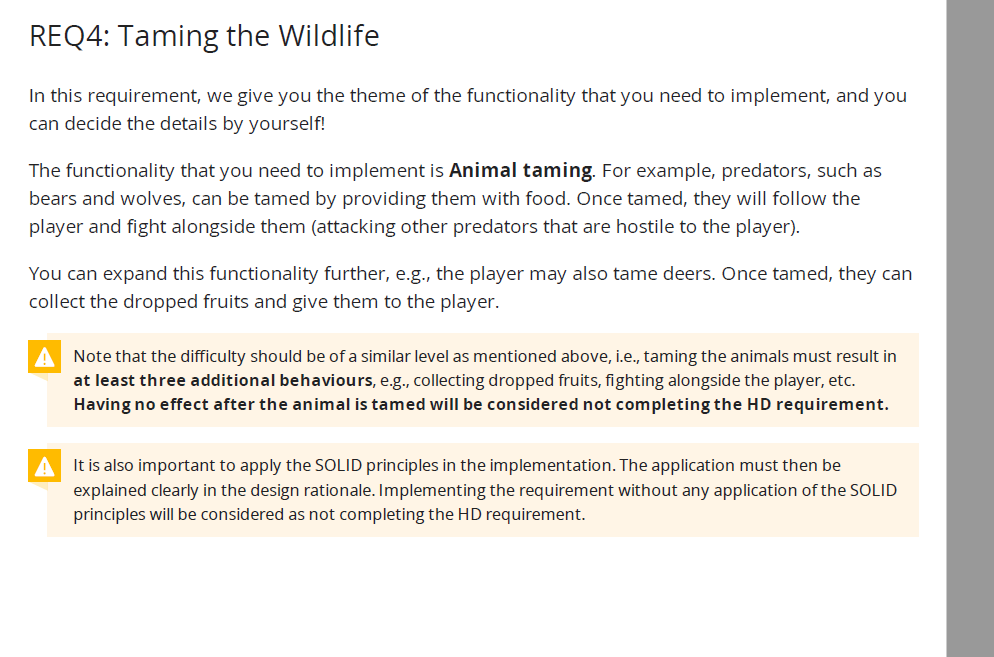 REQ4: Taming the Wildlife
In this requirement, we give you the theme of the functionality that you need to implement, and you
can decide the details by yourself!
The functionality that you need to implement is Animal taming. For example, predators, such as
bears and wolves, can be tamed by providing them with food. Once tamed, they will follow the
player and fight alongside them (attacking other predators that are hostile to the player).
You can expand this functionality further, e.g., the player may also tame deers. Once tamed, they can
collect the dropped fruits and give them to the player.
Note that the difficulty should be of a similar level as mentioned above, i.e., taming the animals must result in
at least three additional behaviours, e.g., collecting dropped fruits, fighting alongside the player, etc.
Having no effect after the animal is tamed will be considered not completing the HD requirement.
It is also important to apply the SOLID principles in the implementation. The application must then be
explained clearly in the design rationale. Implementing the requirement without any application of the SOLID
principles will be considered as not completing the HD requirement.